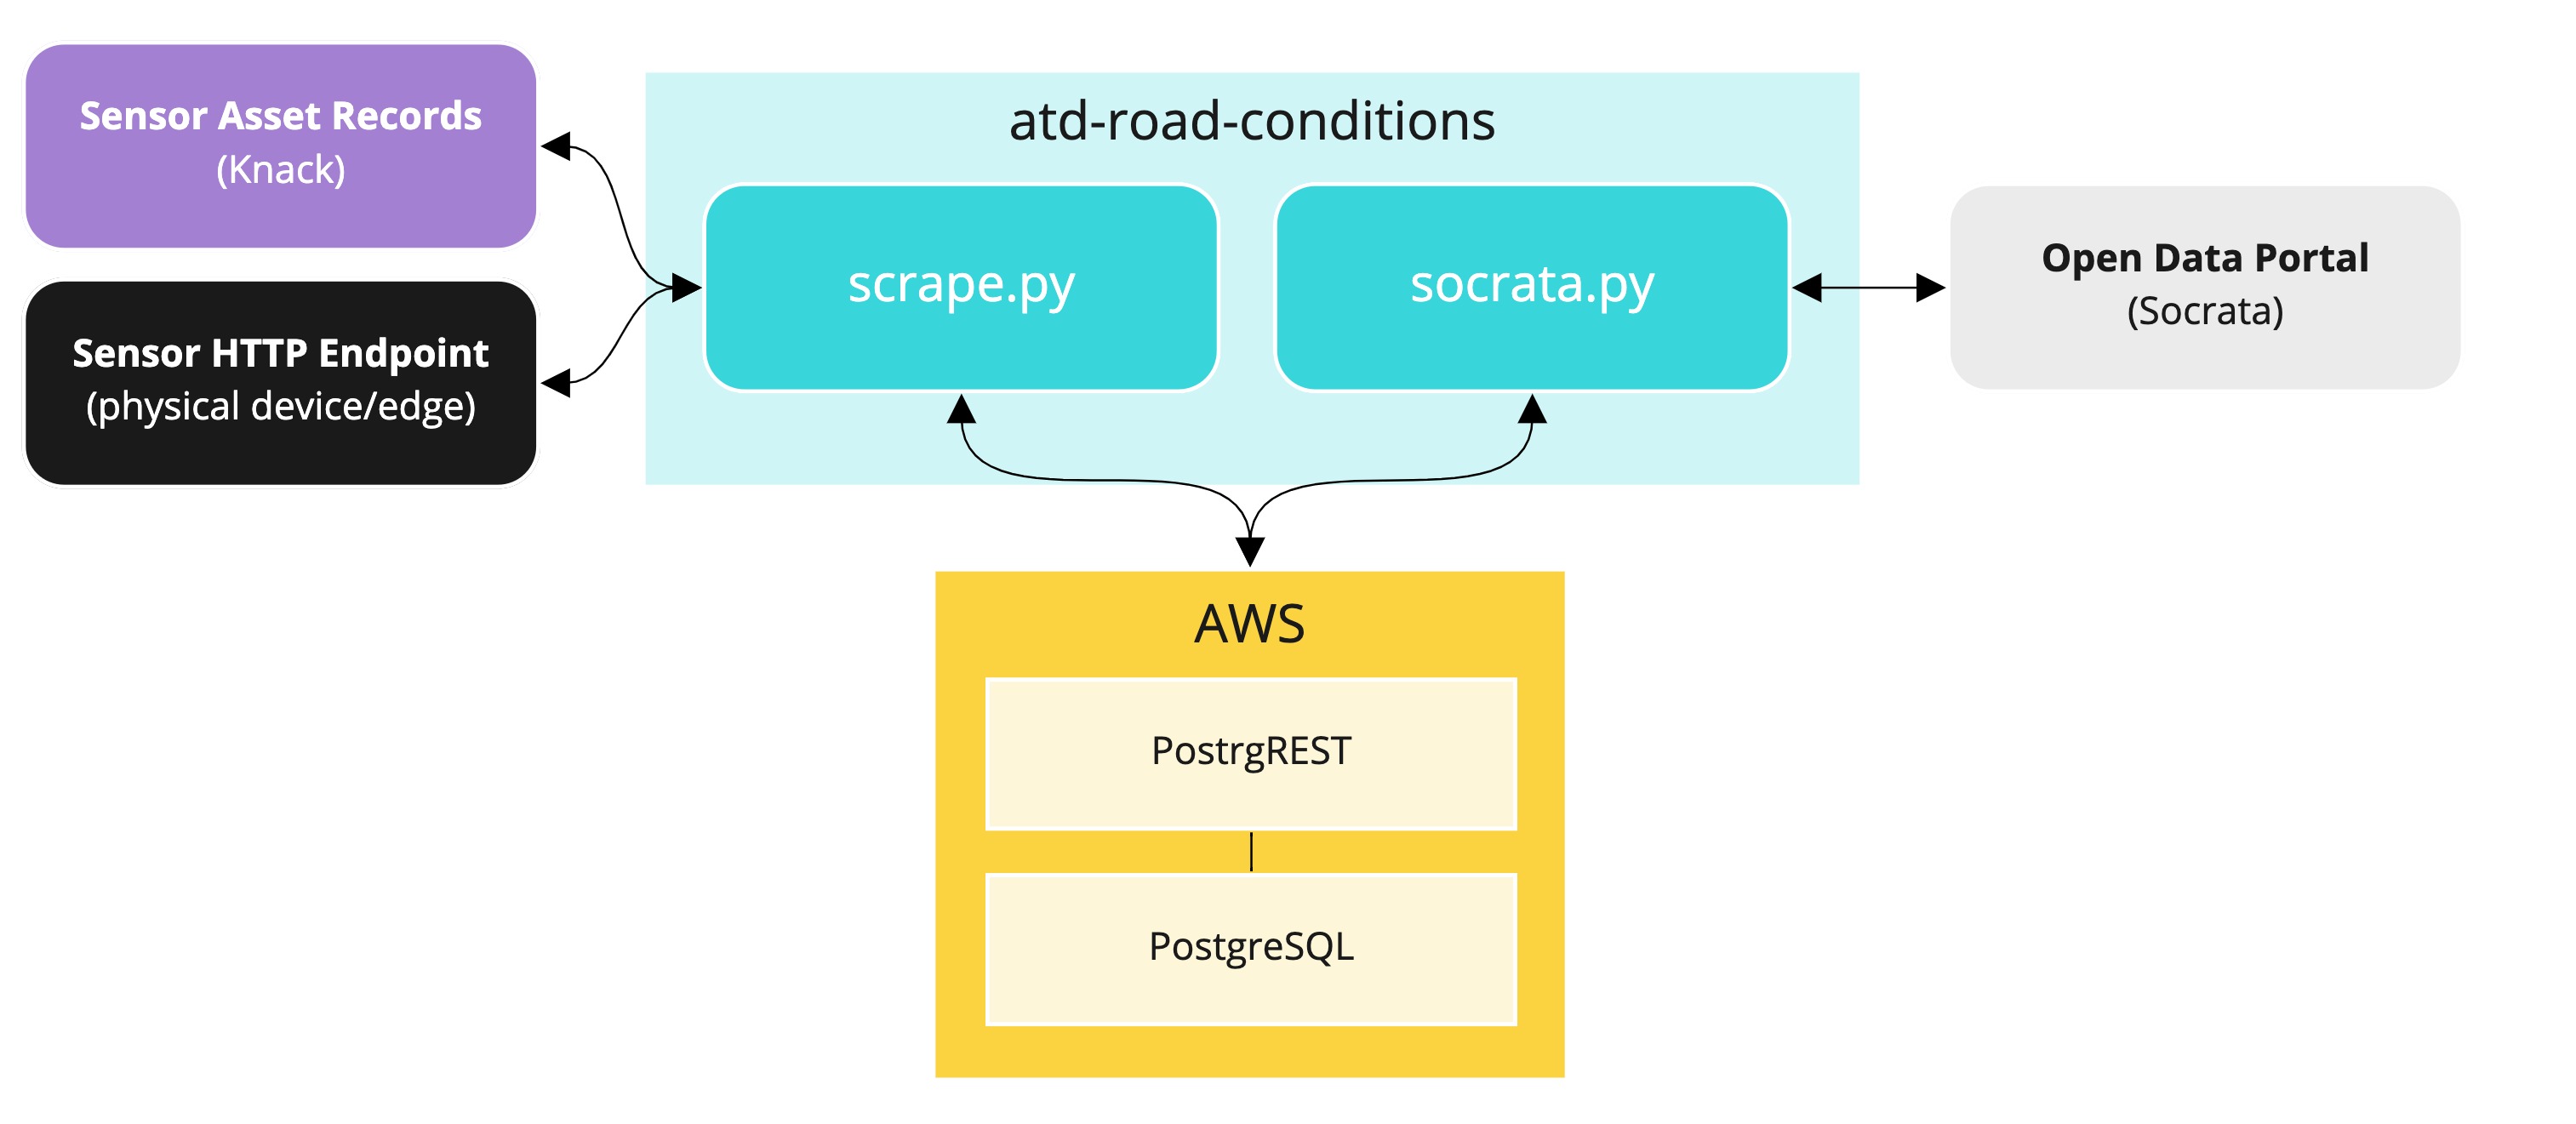 Sensor Asset Records
(Knack)
Sensor HTTP Endpoint
(physical device/edge)
atd-road-conditions
scrape.py
socrata.py
Open Data Portal
(Socrata)
AWS
PostrgREST
PostgreSQL